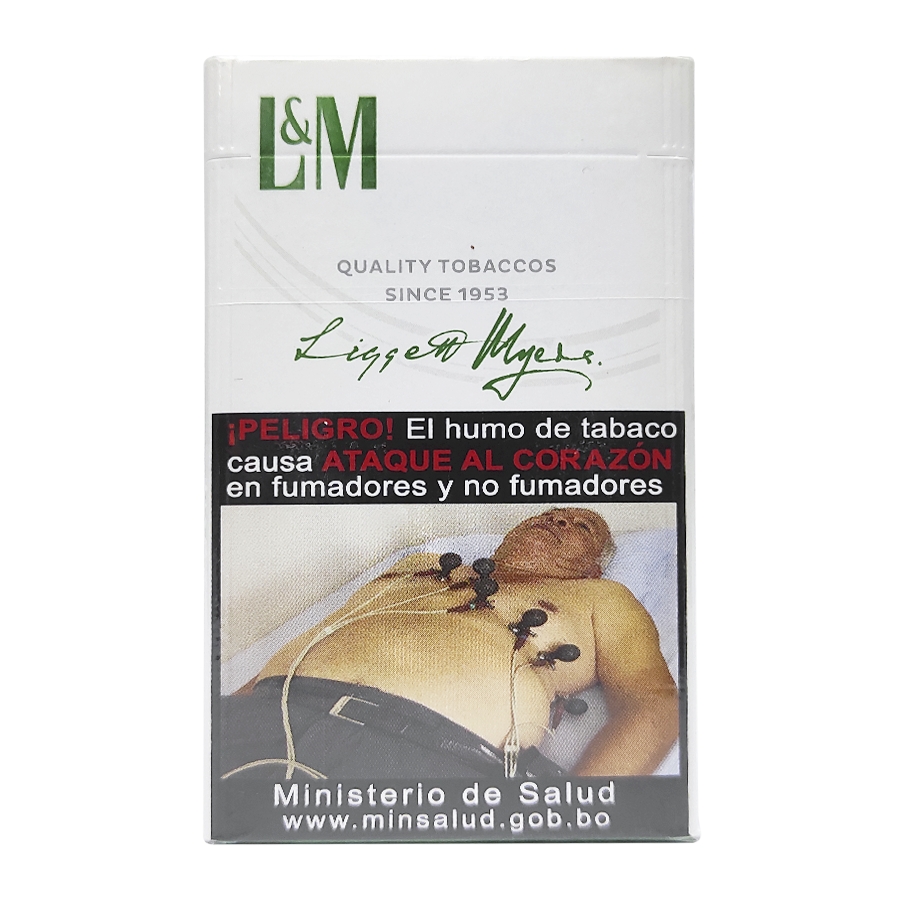 L&M
QUALITY TOBACCOS
SINCE 1953
Liggett Myers.
¡PELIGRO! El humo de tabaco
causa ATAQUE AL CORAZÓN
en fumadores y no fumadores
Ministerio de Salud
www.minsalud.gob.bo